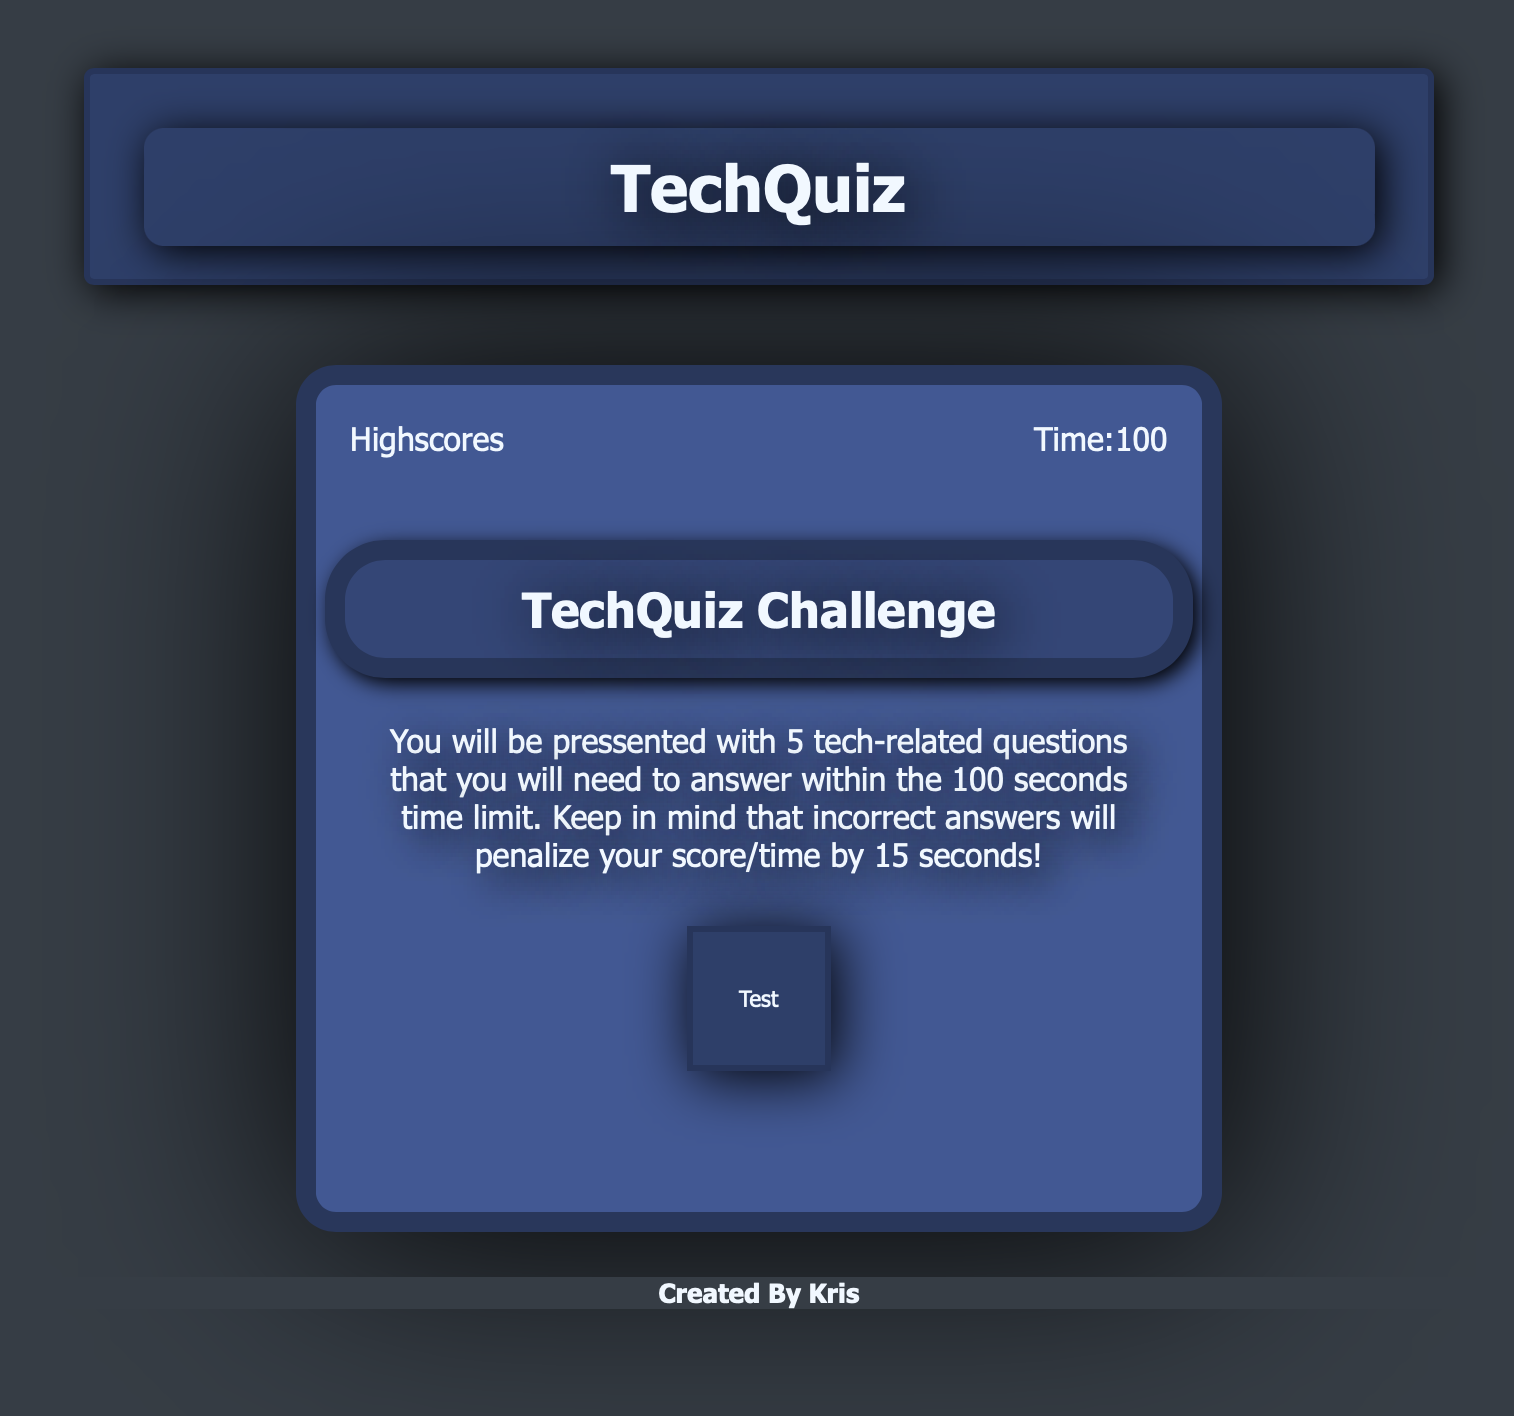 TechQuiz
Highscores
Time:100
TechQuiz Challenge
You will be pressented with 5 tech-related questions
that you will need to answer within the 100 seconds
time limit. Keep in mind that incorrect answers will
penalize your score/time by 15 seconds!
Test
Created By Kris